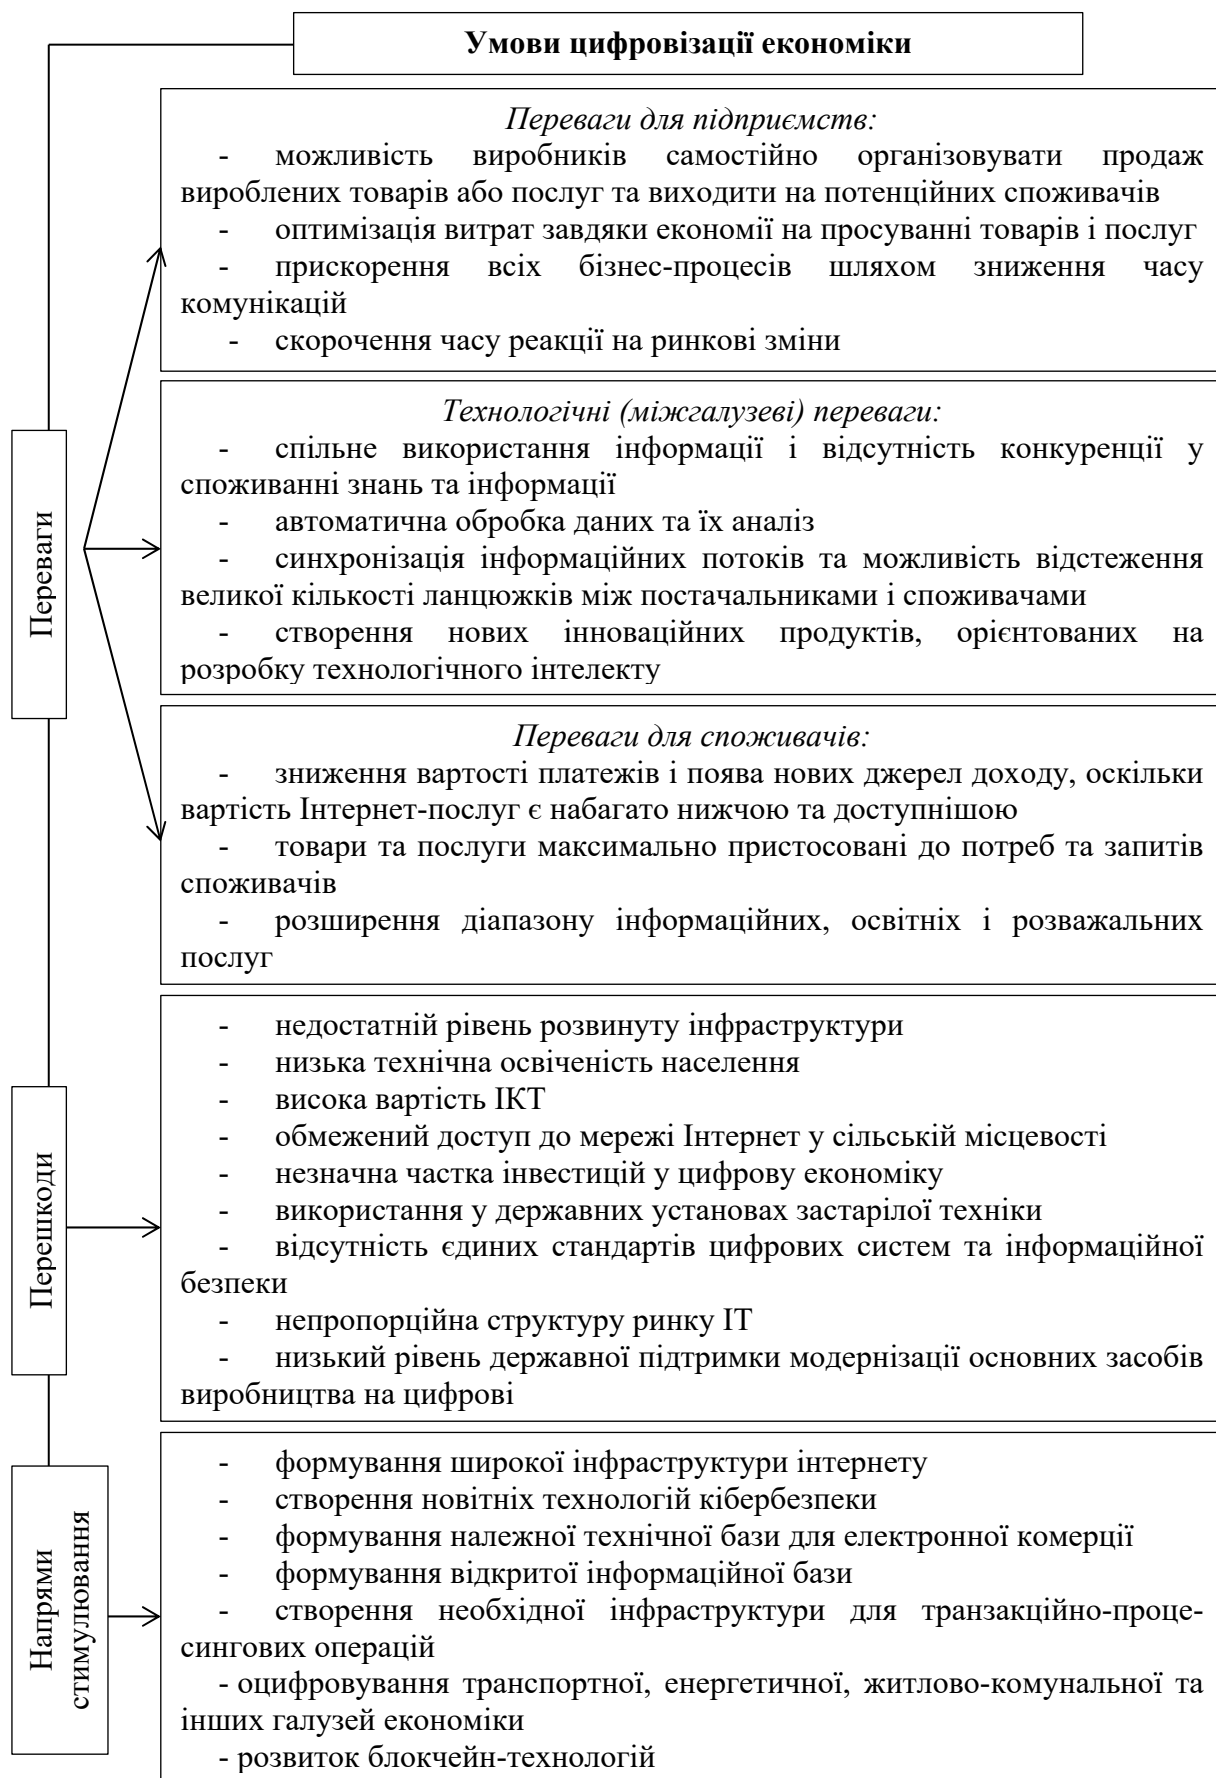 Умови цифровізації економіки
Переваги для підприємств:
- можливість виробників самостійно організовувати продаж
вироблених товарів або послуг та виходити на потенційних споживачів
- оптимізація витрат завдяки економії на просуванні товарів і послуг
- прискорення всіх бізнес-процесів шляхом зниження часу
комунікацій
- скорочення часу реакції на ринкові зміни
Переваги
Технологічні (міжгалузеві) переваги:
- спільне використання інформації і відсутність конкуренції у
споживанні знань та інформації
- автоматична обробка даних та їх аналіз
- синхронізація інформаційних потоків та можливість відстеження
великої кількості ланцюжків між постачальниками і споживачами
- створення нових інноваційних продуктів, орієнтованих на
розробку технологічного інтелекту
Переваги для споживачів:
- зниження вартості платежів і поява нових джерел доходу, оскільки
вартість Інтернет-послуг є набагато нижчою та доступнішою
- товари та послуги максимально пристосовані до потреб та запитів
споживачів
- розширення діапазону інформаційних, освітніх і розважальних
послуг
Перешкоди
- недостатній рівень розвинуту інфраструктури
- низька технічна освіченість населення
- висока вартість ІКТ
- обмежений доступ до мережі Інтернет у сільській місцевості
- незначна частка інвестицій у цифрову економіку
- використання у державних установах застарілої техніки
- відсутність єдиних стандартів цифрових систем та інформаційної
безпеки
- непропорційна структуру ринку ІТ
- низький рівень державної підтримки модернізації основних засобів
виробництва на цифрові
Напрями
стимулювання
- формування широкої інфраструктури інтернету
- створення новітніх технологій кібербезпеки
- формування належної технічної бази для електронної комерції
- формування відкритої інформаційної бази
- створення необхідної інфраструктури для транзакційно-проце-
сингових операцій
- оцифровування транспортної, енергетичної, житлово-комунальної та
інших галузей економіки
- розвиток блокчейн-технологій